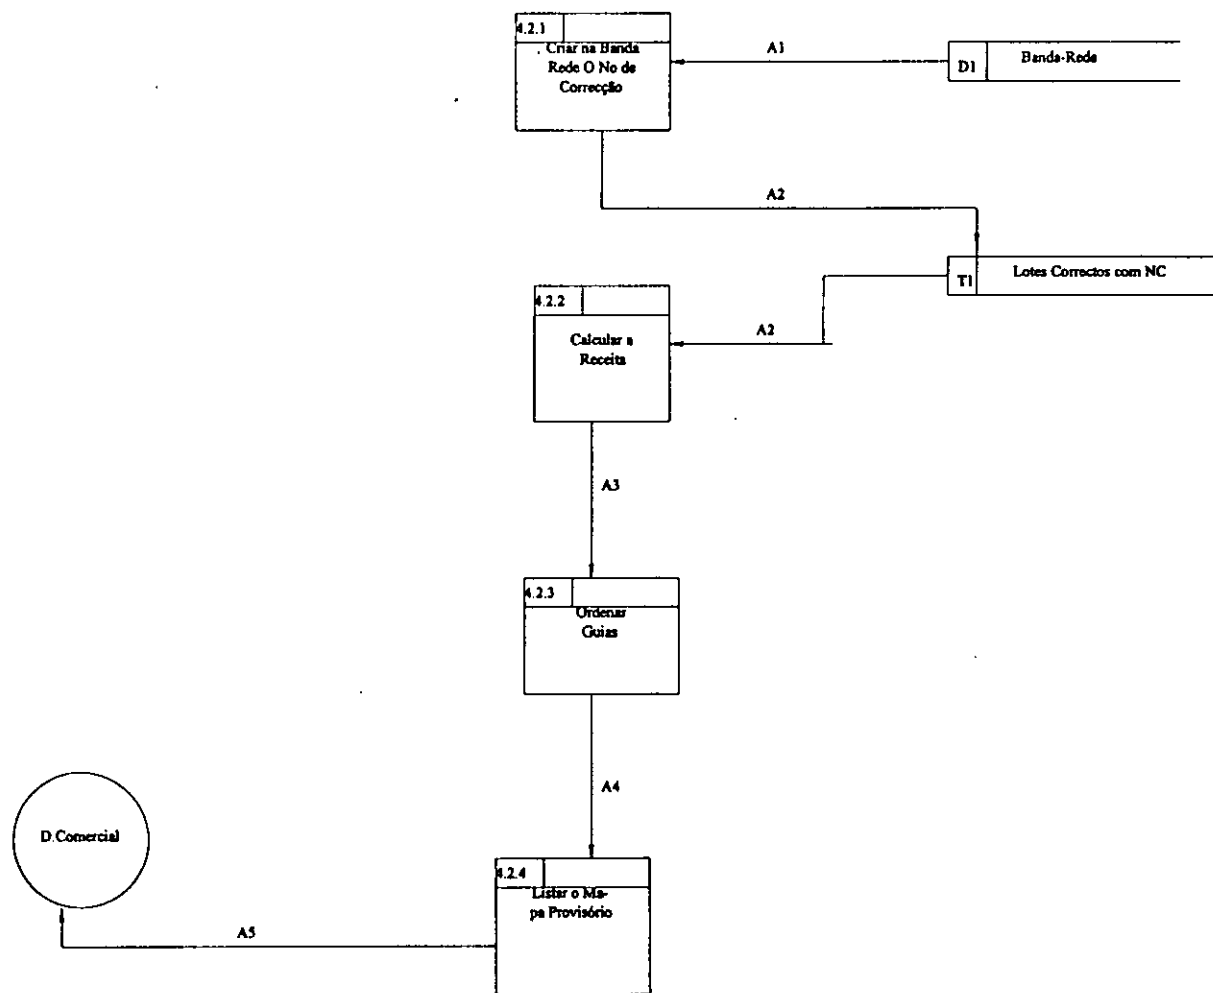 4.2.1
Criar na Banda
Rede O No de
Correcção
A1
D1
Banda-Rede
A2
T1
Lotes Correctos com NC
4.2.2
Calcular a
Receita
A2
A3
4.2.3
Ordenar
Guias
A4
D.Comercial
4.2.4
Listar o Ma-
pa Provisório
A5